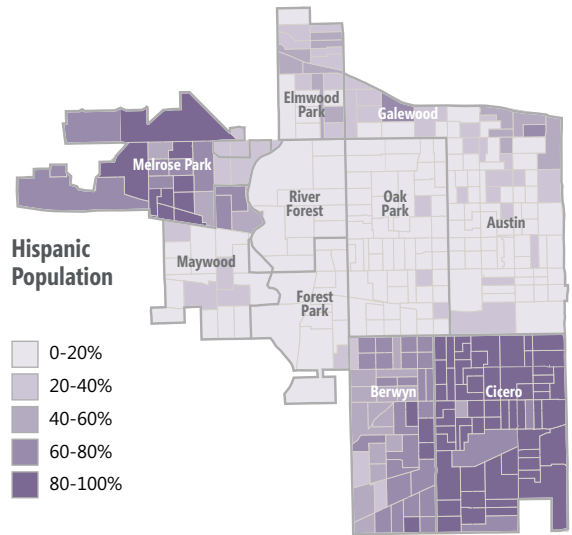 Elmwood
Park
Galewood
Melrose Park
River
Forest
Oak
Park
Austin
Maywood
Forest
Park
Berwyn
Cicero
Hispanic
Population
0-20%
20-40%
40-60%
60-80%
80-100%